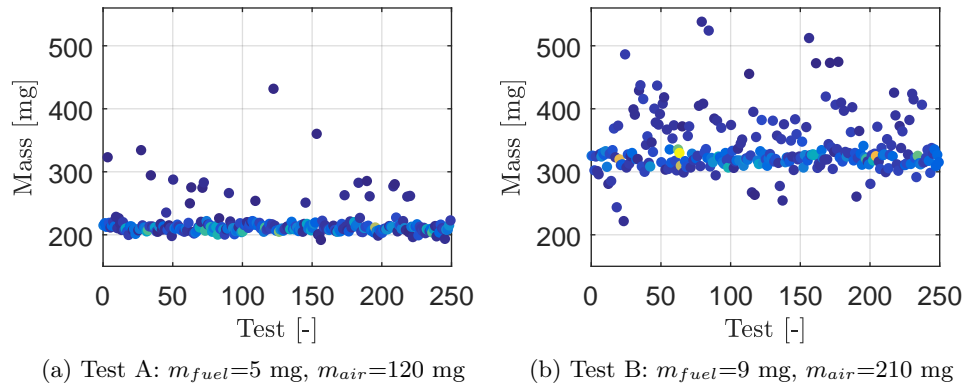 500
400
300
200
Mass [mg]
0 50 100 150 200 250
Test [-]
(a) Test A: m_fuel=5 mg, m_air=120 mg
500
400
300
200
Mass [mg]
0 50 100 150 200 250
Test [-]
(b) Test B: m_fuel=9 mg, m_air=210 mg